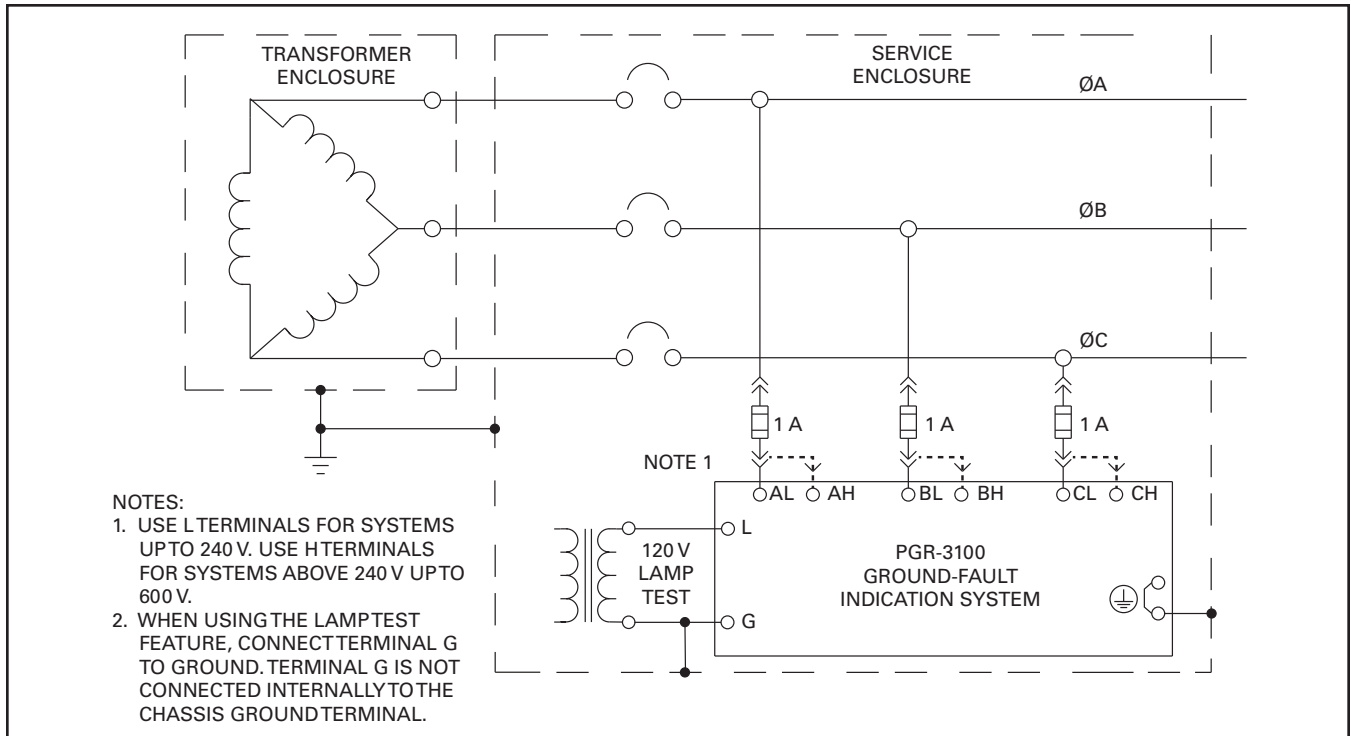 TRANSFORMER
ENCLOSURE
SERVICE
ENCLOSURE
ØA
ØB
ØC
1 A
1 A
1 A
NOTE 1
AL
AH
BL
BH
CL
CH
L
120 V
LAMP
TEST
G
PGR-3100
GROUND-FAULT
INDICATION SYSTEM
NOTES:
1. USE L TERMINALS FOR SYSTEMS
UP TO 240 V. USE H TERMINALS
FOR SYSTEMS ABOVE 240 V UP TO
600 V.
2. WHEN USING THE LAMP TEST
FEATURE, CONNECT TERMINAL G
TO GROUND. TERMINAL G IS NOT
CONNECTED INTERNALLY TO THE
CHASSIS GROUND TERMINAL.